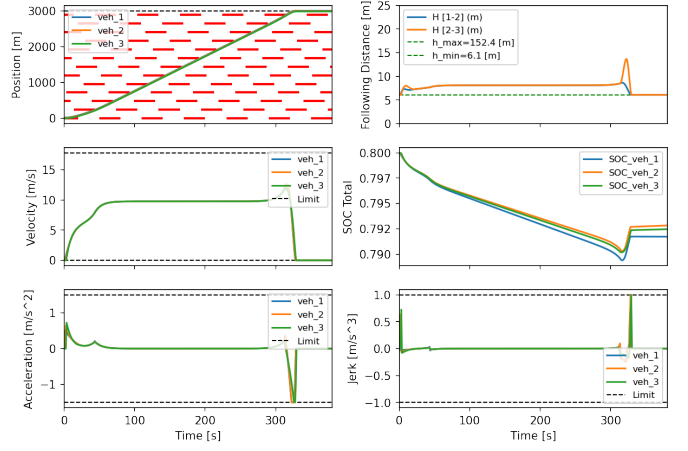 3000
2000
1000
0
Position [m]
veh_1
veh_2
veh_3
25
20
15
10
5
0
Following Distance [m]
H [1-2] (m)
H [2-3] (m)
h_max=152.4 [m]
h_min=6.1 [m]
15
10
5
0
Velocity [m/s]
veh_1
veh_2
veh_3
Limit
0.800
0.797
0.795
0.792
0.790
SOC Total
SOC_veh_1
SOC_veh_2
SOC_veh_3
1
0
−1
Acceleration [m/s^2]
veh_1
veh_2
veh_3
Limit
0 100 200 300
Time [s]
1.0
0.5
0.0
−0.5
−1.0
Jerk [m/s^3]
veh_1
veh_2
veh_3
Limit
0 100 200 300
Time [s]